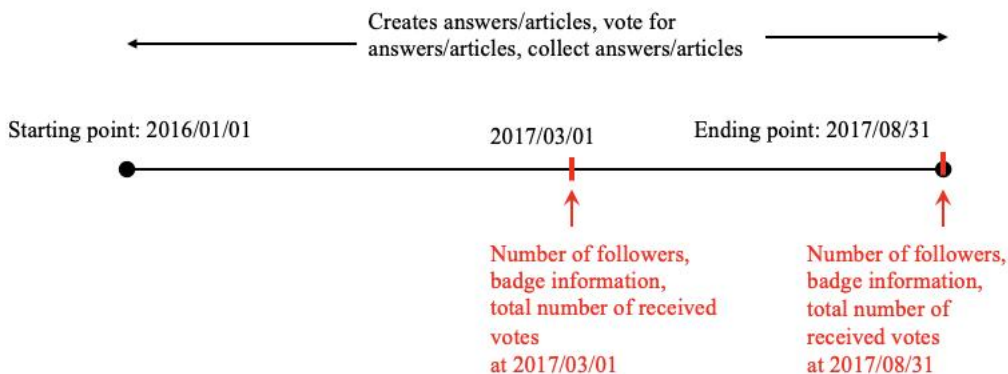 Creates answers/articles, vote for
answers/articles, collect answers/articles
Starting point: 2016/01/01
2017/03/01
Ending point: 2017/08/31
Number of followers,
badge information,
total number of received
votes
at 2017/03/01
Number of followers,
badge information,
total number of
received votes
at 2017/08/31